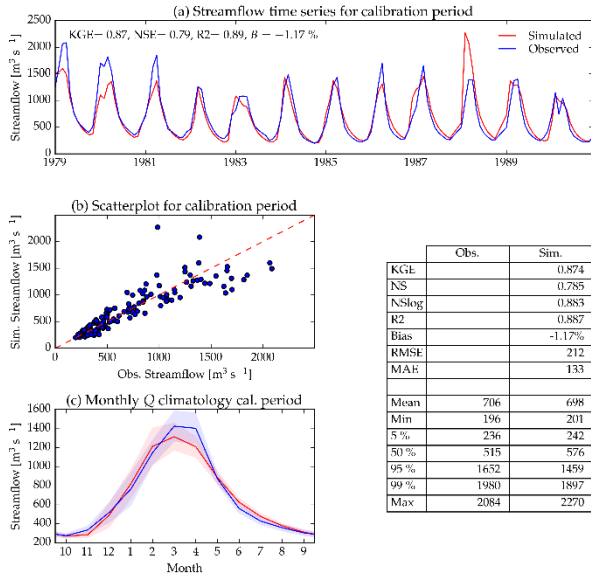 (a) Streamflow time series for calibration period
KGE= 0.87, NSE= 0.79, R2= 0.89, B = −1.17 %
Simulated
Observed
Streamflow [m³ s⁻¹]
2500
2000
1500
1000
500
0
1979
1981
1983
1985
1987
1989
(b) Scatterplot for calibration period
Sim. Streamflow [m³ s⁻¹]
2500
2000
1500
1000
500
0
0
500
1000
1500
2000
2500
Obs. Streamflow [m³ s⁻¹]
(c) Monthly Q climatology cal. period
Streamflow [m³ s⁻¹]
1600
1400
1200
1000
800
600
400
200
10 11 12 1 2 3 4 5 6 7 8 9
Month
Obs. Sim.
KGE 0.874
NS 0.785
NSlog 0.883
R2 0.887
Bias -1.17%
RMSE 212
MAE 133
Mean 706 698
Min 196 201
5 % 236 242
50 % 515 576
95 % 1652 1459
99 % 1980 1897
Max 2084 2270